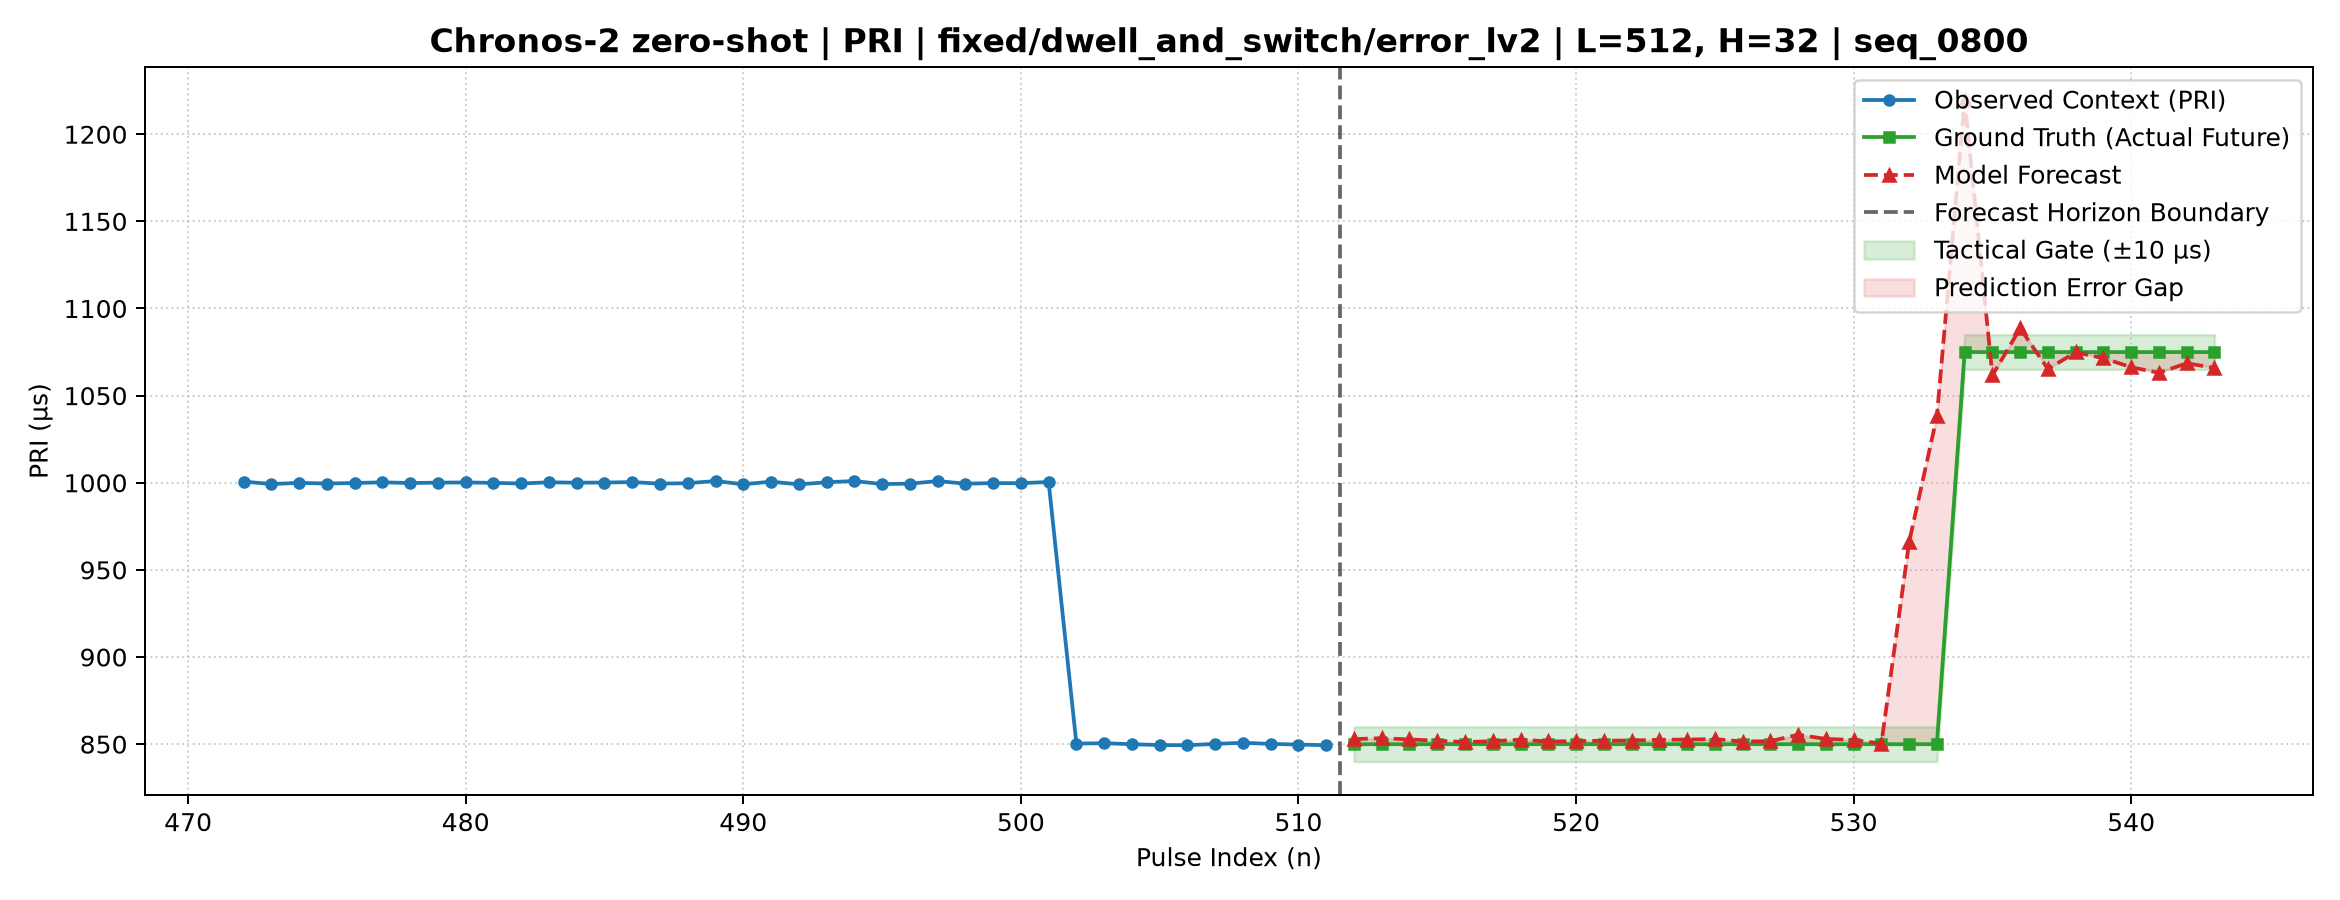 Chronos-2 zero-shot | PRI | fixed/dwell_and_switch/error_lv2 | L=512, H=32 | seq_0800
PRI (µs)
1200
1150
1100
1050
1000
950
900
850
Observed Context (PRI)
Ground Truth (Actual Future)
Model Forecast
Forecast Horizon Boundary
Tactical Gate (±10 µs)
Prediction Error Gap
470 480 490 500 510 520 530 540
Pulse Index (n)